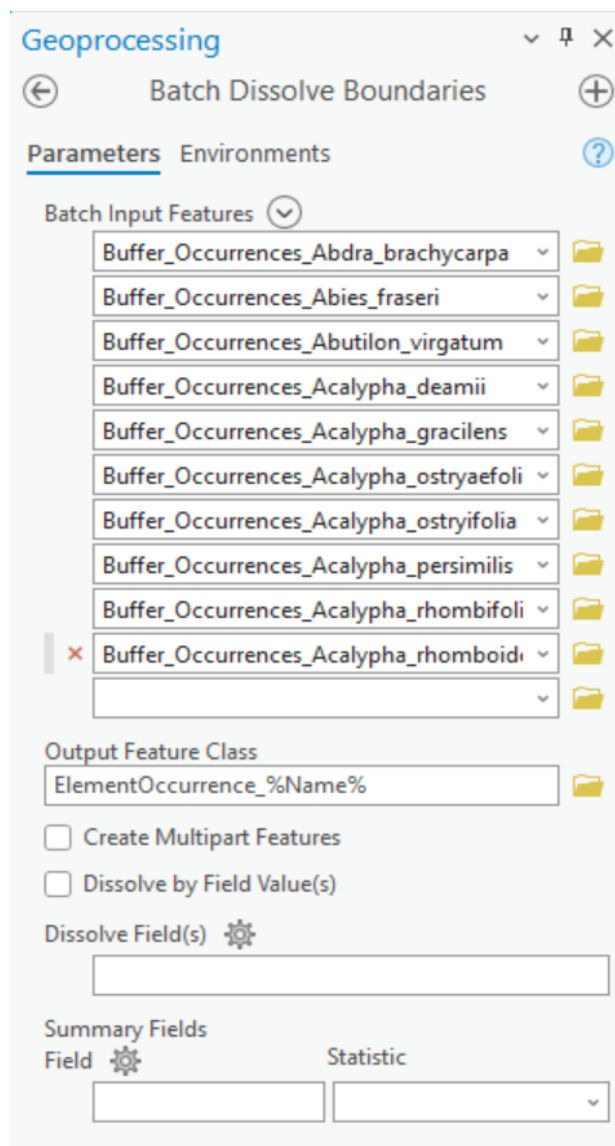 Geoprocessing
Batch Dissolve Boundaries
Parameters Environments
Batch Input Features
Buffer_Occurrences_Abdra_brachycarpa
Buffer_Occurrences_Abies_fraseri
Buffer_Occurrences_Abutilon_virgatum
Buffer_Occurrences_Acalypha_deamii
Buffer_Occurrences_Acalypha_gracilens
Buffer_Occurrences_Acalypha_ostryaefoli
Buffer_Occurrences_Acalypha_ostryifolia
Buffer_Occurrences_Acalypha_persimilis
Buffer_Occurrences_Acalypha_rhombifoli
Buffer_Occurrences_Acalypha_rhomboid
Output Feature Class
ElementOccurrence_%Name%
Create Multipart Features
Dissolve by Field Value(s)
Dissolve Field(s)
Summary Fields
Field Statistic